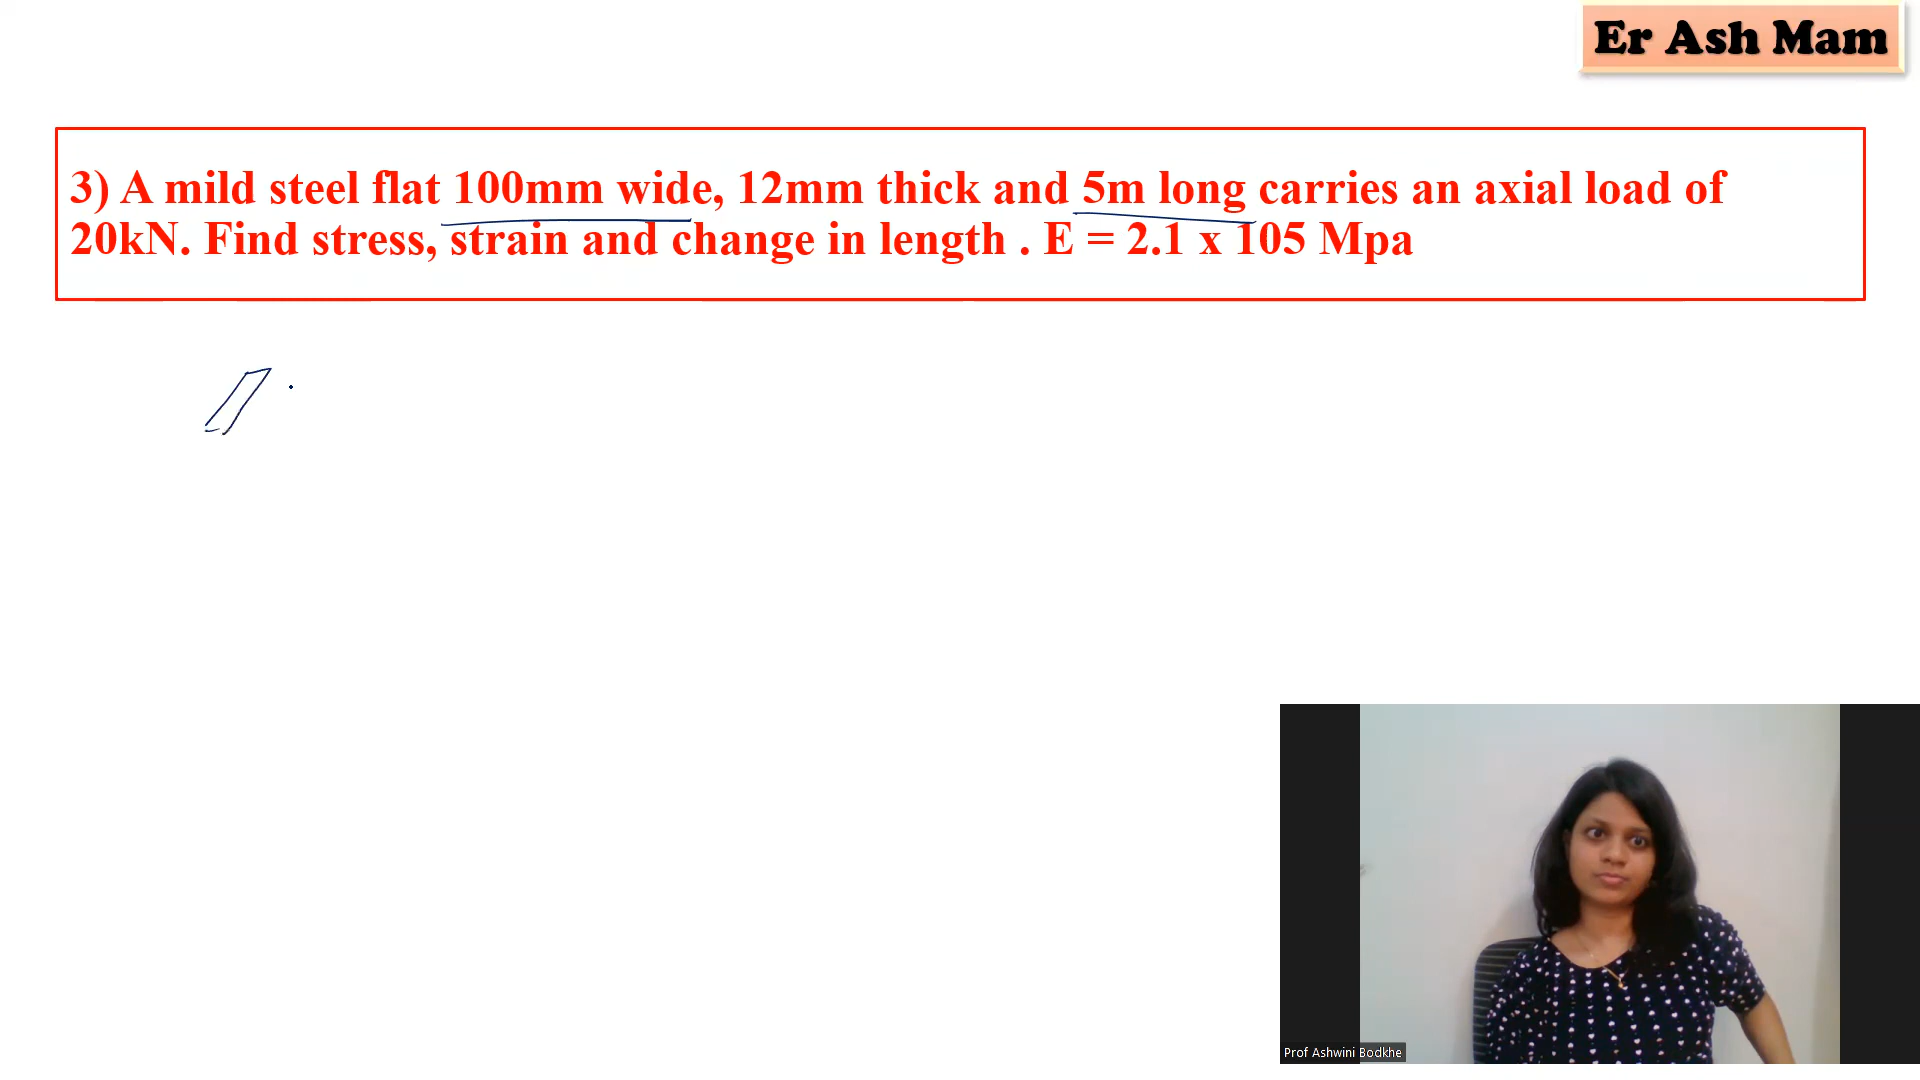 Er Ash Mam
3) A mild steel flat 100mm wide, 12mm thick and 5m long carries an axial load of
20kN. Find stress, strain and change in length . E = 2.1 x 105 Mpa
Prof Ashwini Bodkhe